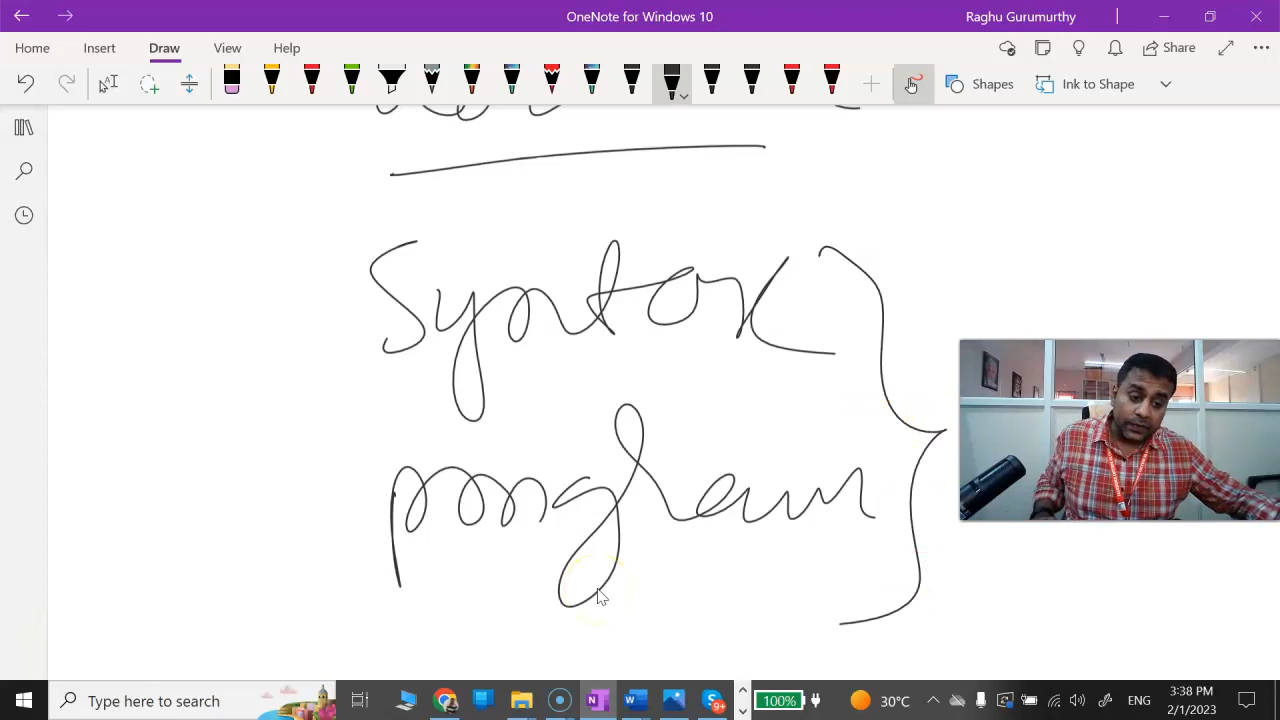 OneNote for Windows 10
Raghu Gurumurthy
Home Insert Draw View Help
Share
Shapes
Ink to Shape
Syntax
program
Type here to search
9+
100%
30°C
ENG
3:38 PM
2/1/2023